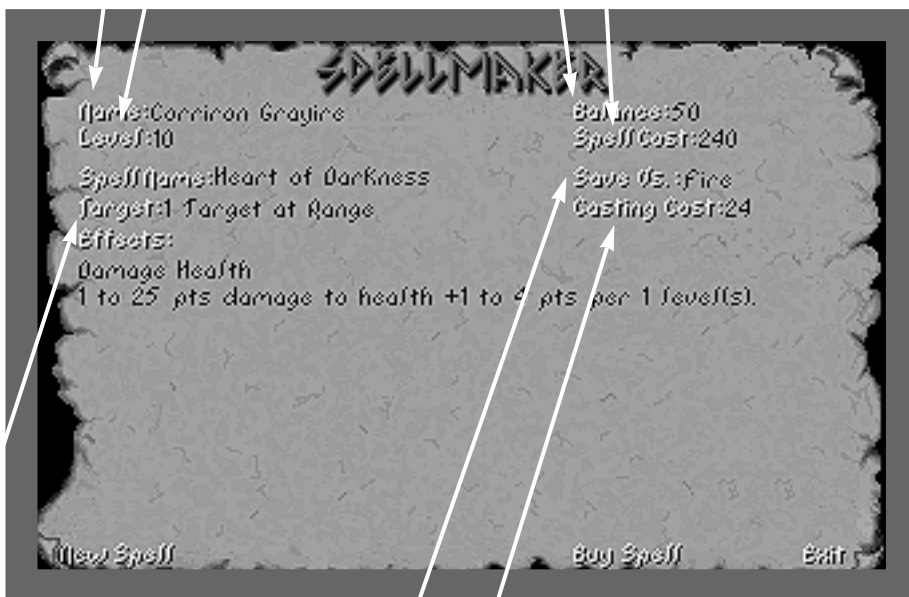 SPELLMAKER
Name:Corriron Grayire Balance:50
Level:10 Spell Cost:240
Spell Name:Heart of Darkness Save Vs.:Fire
Target:1 Target at Range Casting Cost:24
Effects:
Damage Health
1 to 25 pts damage to health +1 to 4 pts per 1 level(s).
New Spell Buy Spell Exit